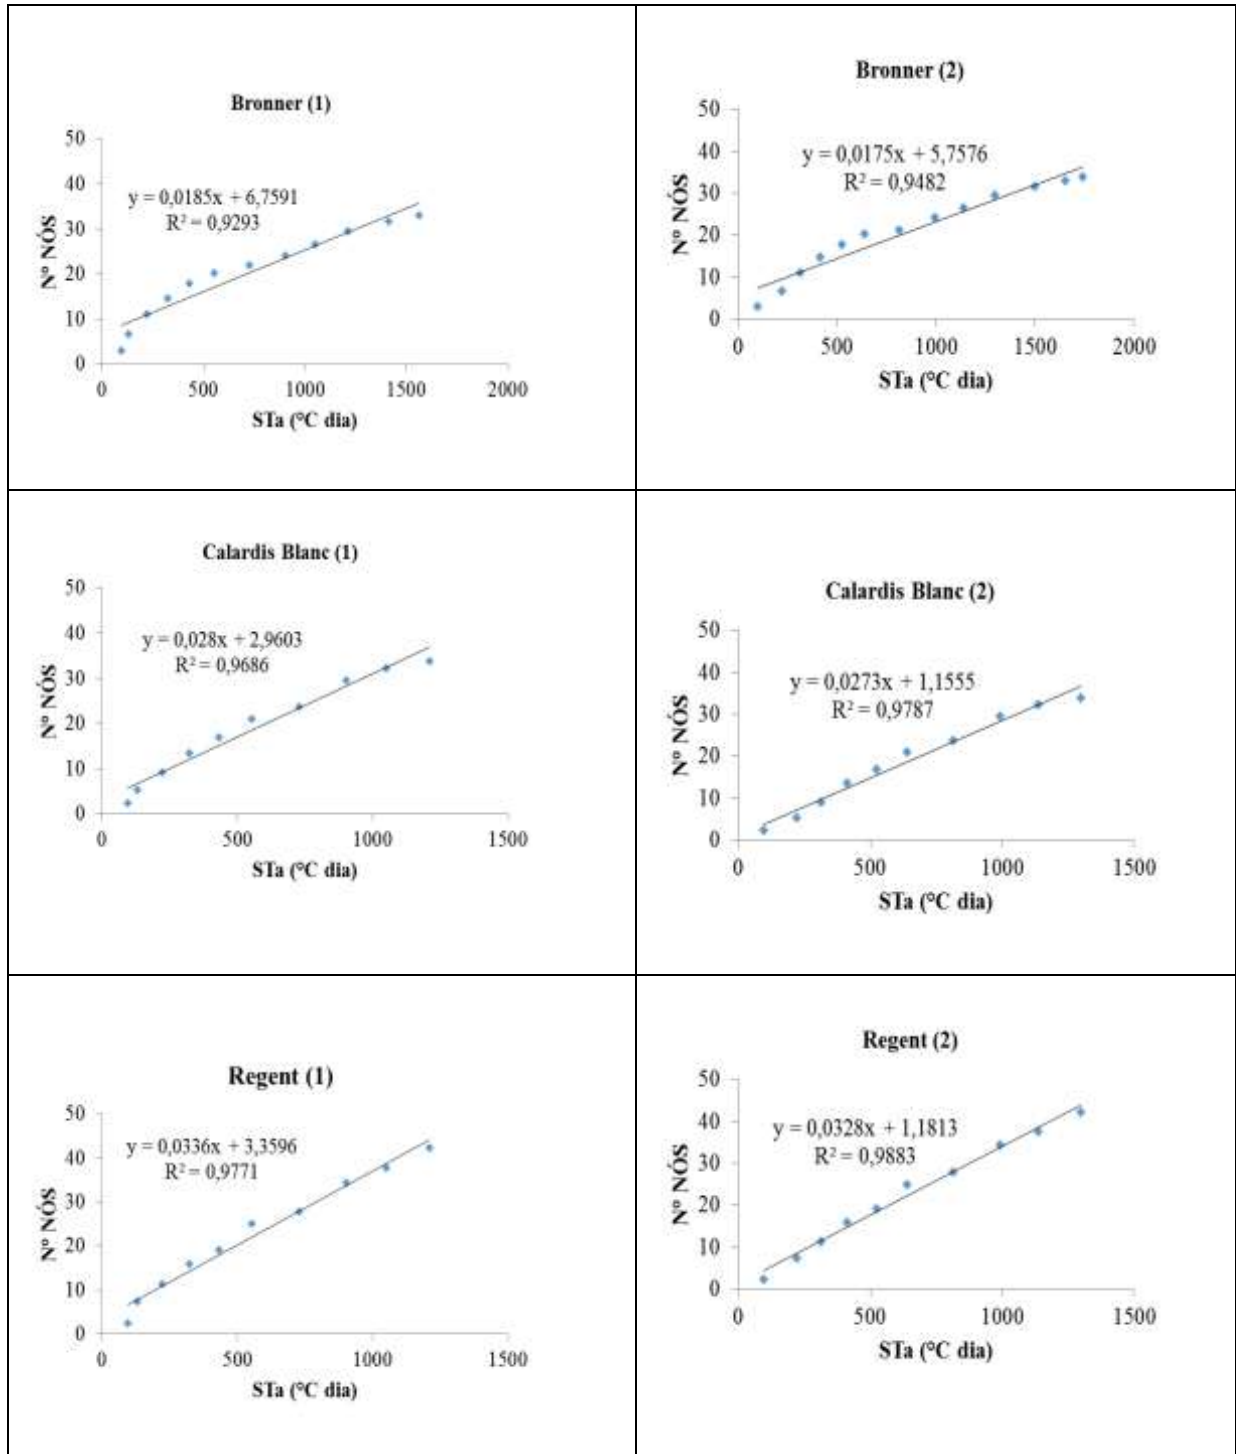 Bronner (1)
50
40
30
20
10
0
y = 0,0185x + 6,7591
R² = 0,9293
Nº NÓS
0 500 1000 1500 2000
STa (°C dia)
Bronner (2)
50
40
30
20
10
0
y = 0,0175x + 5,7576
R² = 0,9482
Nº NÓS
0 500 1000 1500 2000
STa (°C dia)
Calardis Blanc (1)
50
40
30
20
10
0
y = 0,028x + 2,9603
R² = 0,9686
Nº NÓS
0 500 1000 1500
STa (°C dia)
Calardis Blanc (2)
50
40
30
20
10
0
y = 0,0273x + 1,1555
R² = 0,9787
Nº NÓS
0 500 1000 1500
STa (°C dia)
Regent (1)
50
40
30
20
10
0
y = 0,0336x + 3,3596
R² = 0,9771
Nº NÓS
0 500 1000 1500
STa (°C dia)
Regent (2)
50
40
30
20
10
0
y = 0,0328x + 1,1813
R² = 0,9883
Nº NÓS
0 500 1000 1500
STa (°C dia)